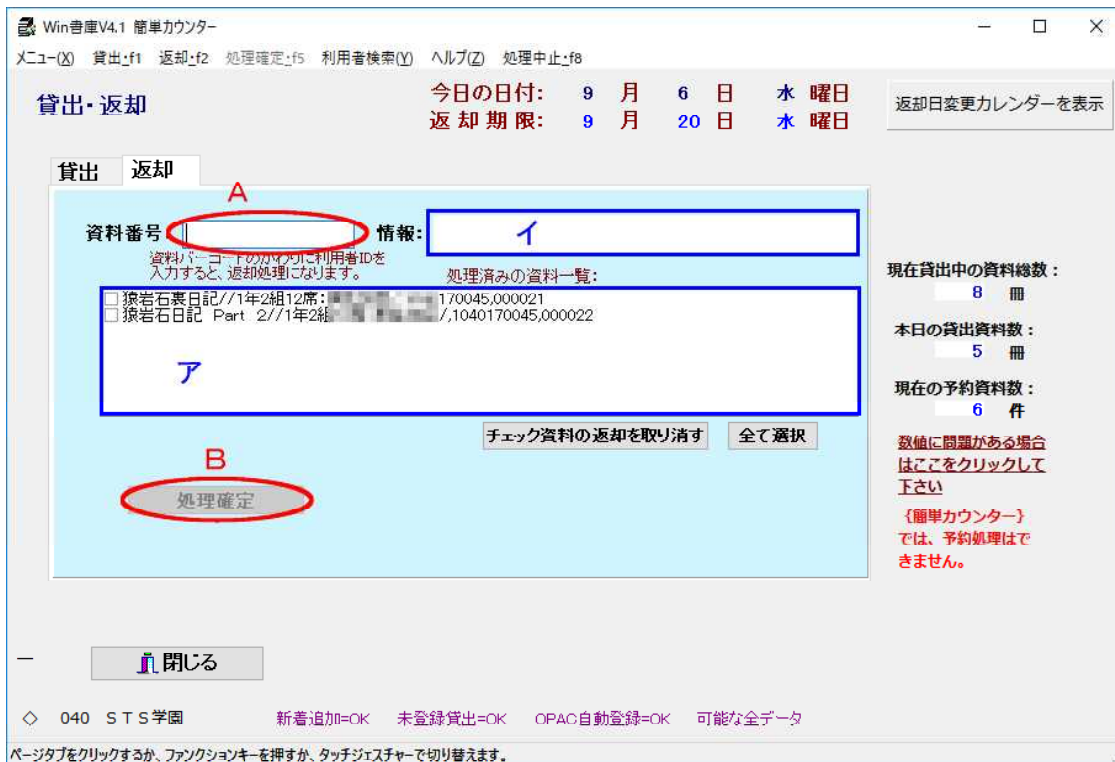 Win書庫V4.1 簡単カウンター
メニュー(X) 貸出･f1 返却･f2 処理確定･f5 利用者検索(Y) ヘルプ(Z) 処理中止･f8
貸出・返却
今日の日付: 9 月 6 日 水 曜日
返却期限: 9 月 20 日 水 曜日
返却日変更カレンダーを表示
貸出 返却
A
資料番号 情報: イ
資料バーコードのかわりに利用者IDを
入力すると、返却処理になります。
処理済みの資料一覧:
猿岩石裏日記//1年2組12席: 170045,000021
猿岩石日記 Part 2//1年2組 /,1040170045,000022
ア
チェック資料の返却を取り消す 全て選択
B
処理確定
現在貸出中の資料総数：
8 冊
本日の貸出資料数：
5 冊
現在の予約資料数：
6 件
数値に問題がある場合
はここをクリックして
下さい
{簡単カウンター}
では、予約処理はで
きません。
閉じる
◇ 040 ＳＴＳ学園 新着追加=OK 未登録貸出=OK OPAC自動登録=OK 可能な全データ
ページタブをクリックするか、ファンクションキーを押すか、タッチジェスチャーで切り替えます。